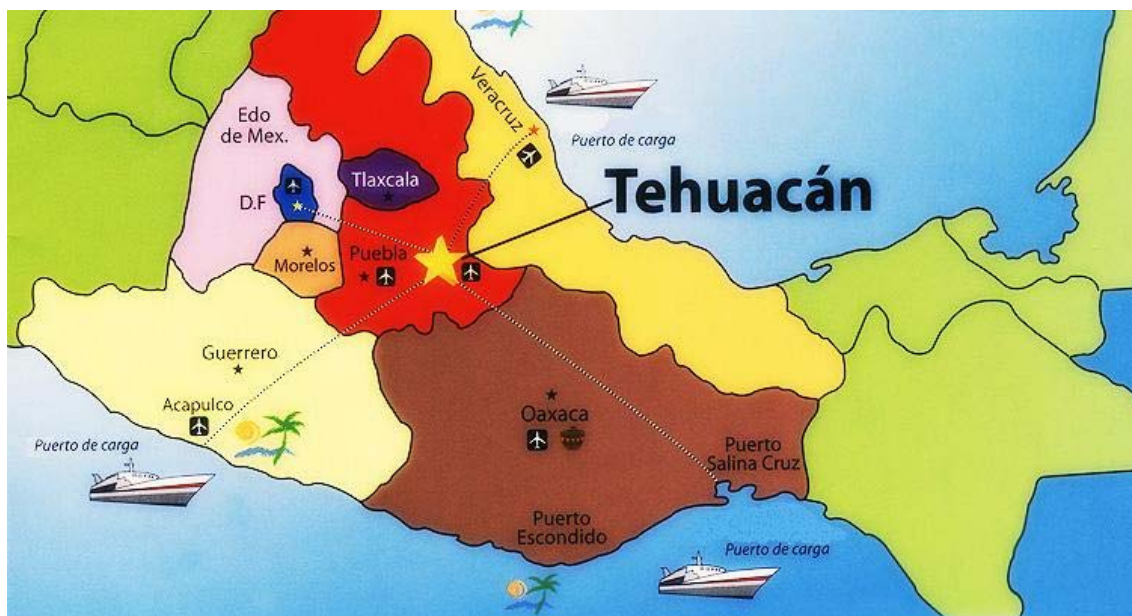 Veracruz
Edo
de Mex.
Puerto de carga
Tlaxcala
Tehuacán
D.F
Puebla
Morelos
Guerrero
Acapulco
Oaxaca
Puerto de carga
Puerto
Salina Cruz
Puerto
Escondido
Puerto de carga